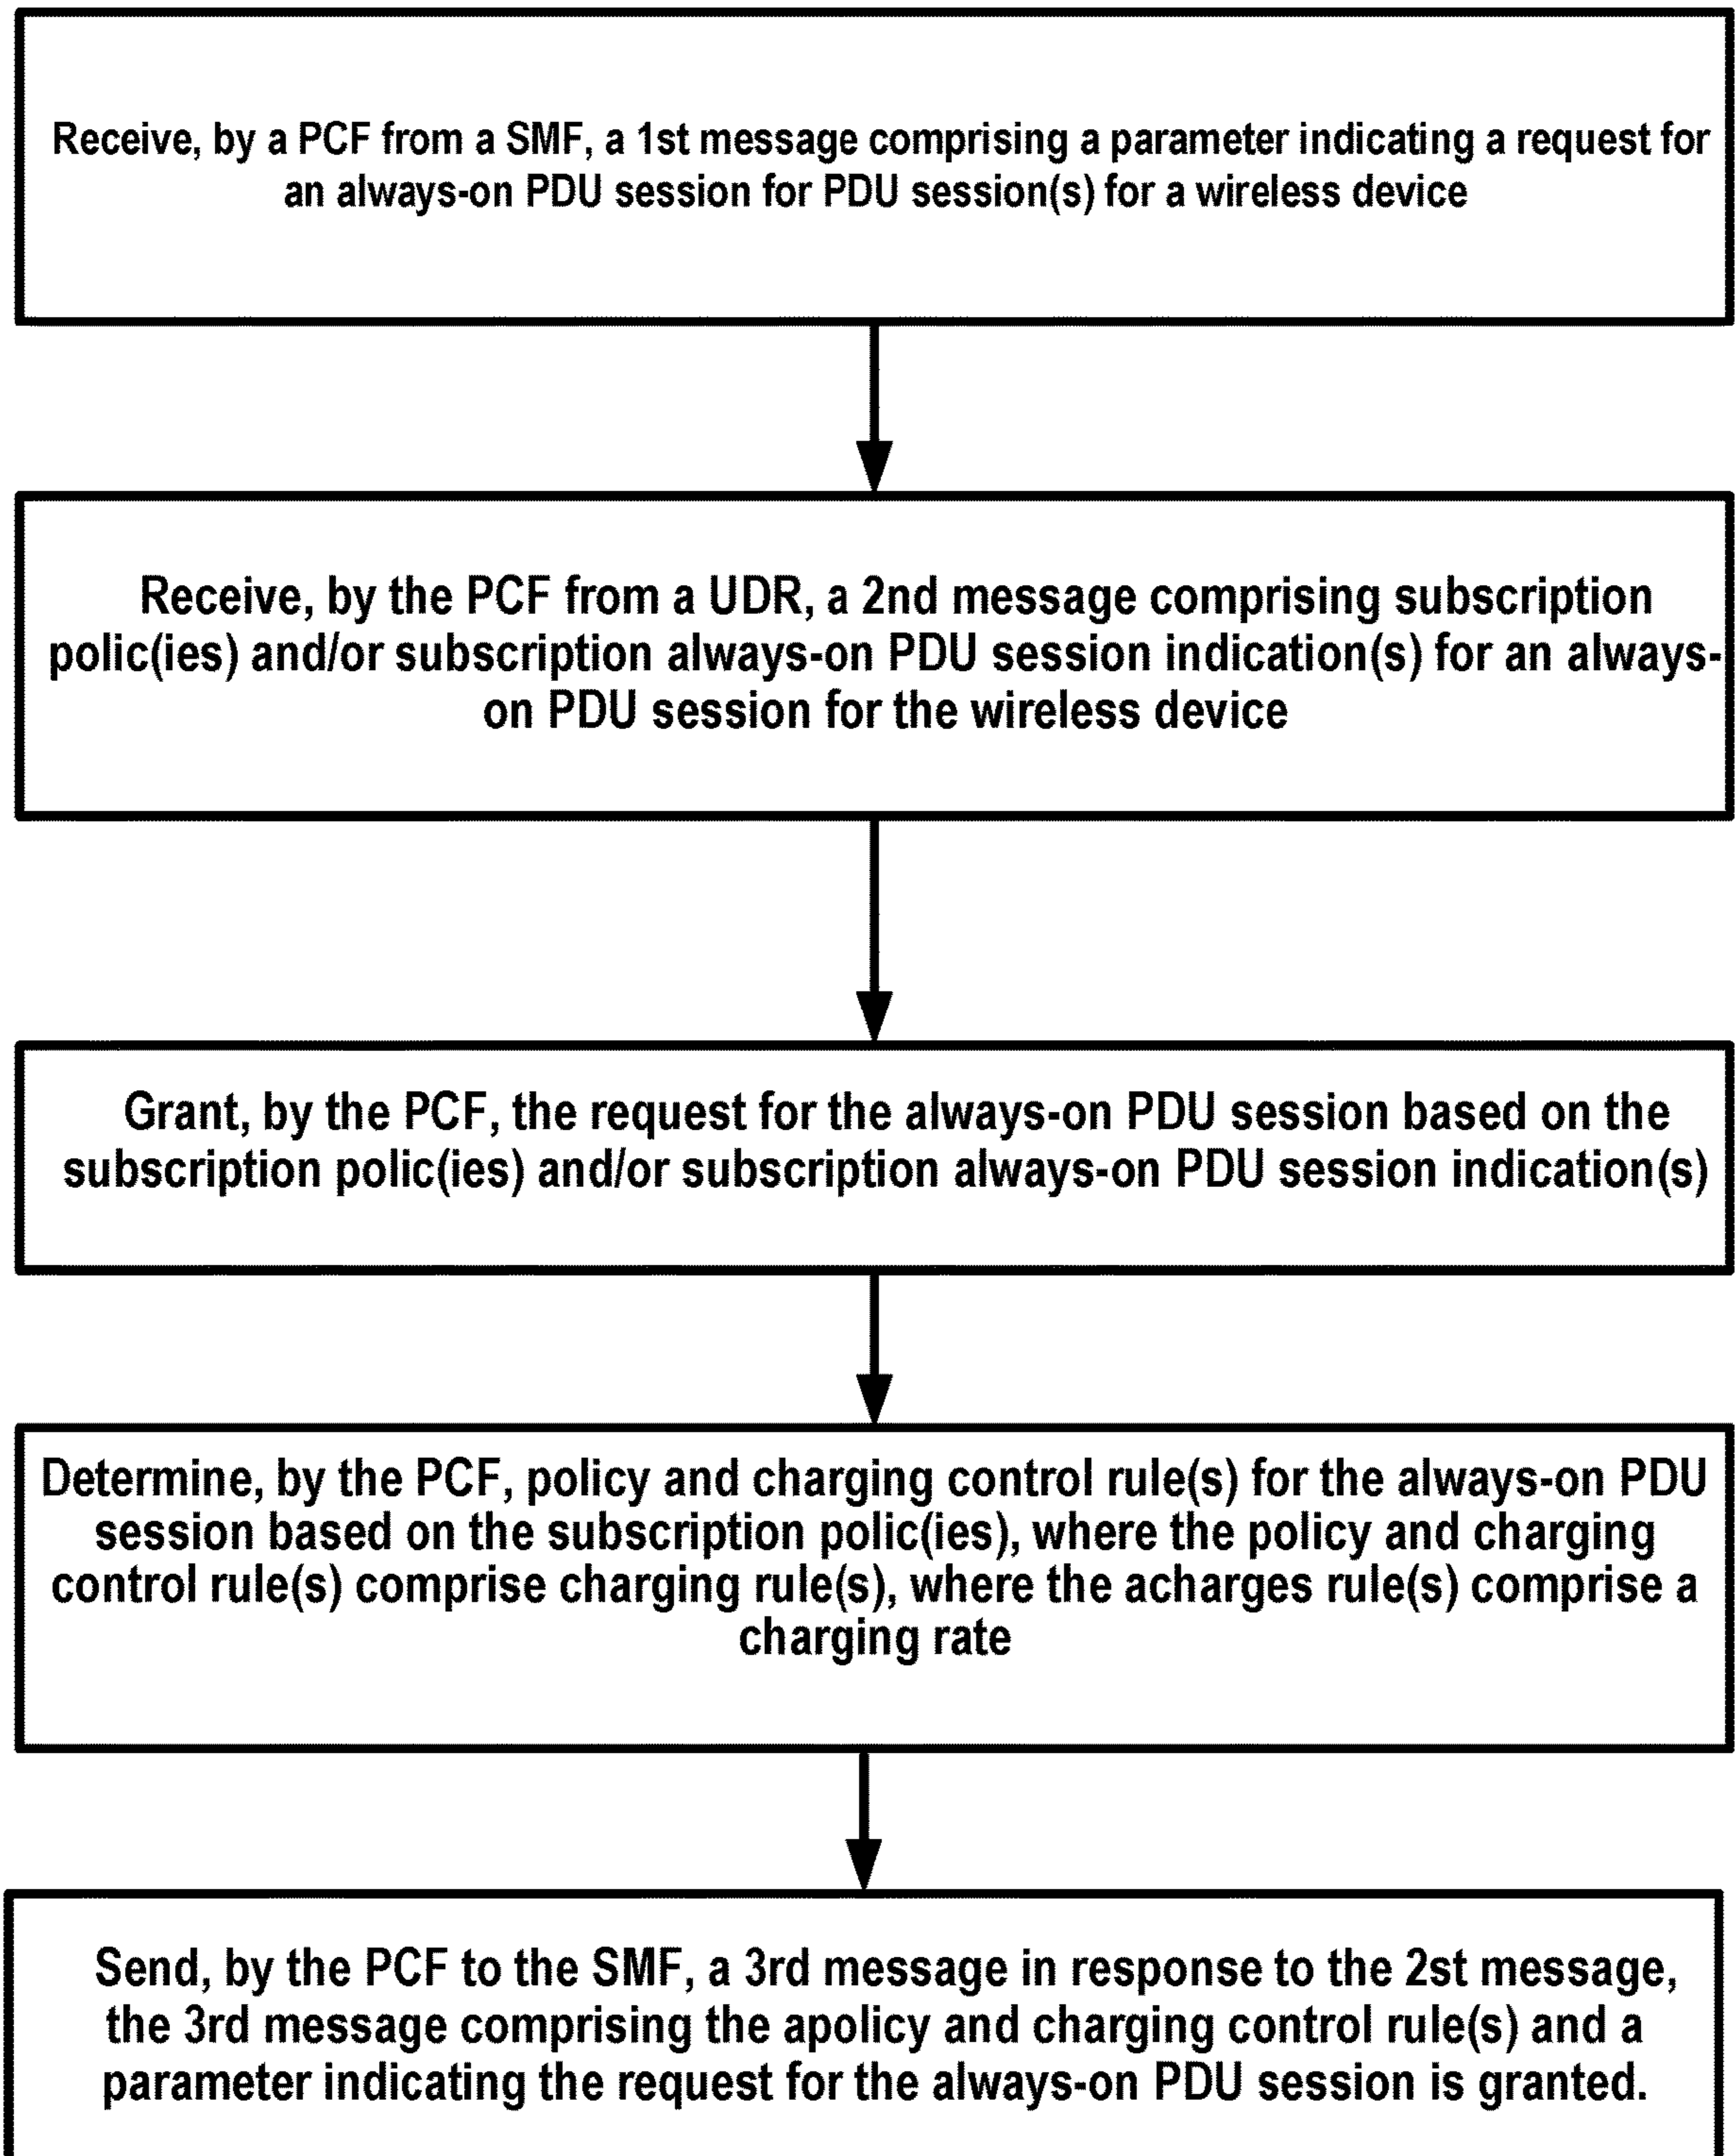 Receive, by a PCF from a SMF, a 1st message comprising a parameter indicating a request for
an always-on PDU session for PDU session(s) for a wireless device
Receive, by the PCF from a UDR, a 2nd message comprising subscription
polic(ies) and/or subscription always-on PDU session indication(s) for an always-
on PDU session for the wireless device
Grant, by the PCF, the request for the always-on PDU session based on the
subscription polic(ies) and/or subscription always-on PDU session indication(s)
Determine, by the PCF, policy and charging control rule(s) for the always-on PDU
session based on the subscription polic(ies), where the policy and charging
control rule(s) comprise charging rule(s), where the acharges rule(s) comprise a
charging rate
Send, by the PCF to the SMF, a 3rd message in response to the 2st message,
the 3rd message comprising the apolicy and charging control rule(s) and a
parameter indicating the request for the always-on PDU session is granted.